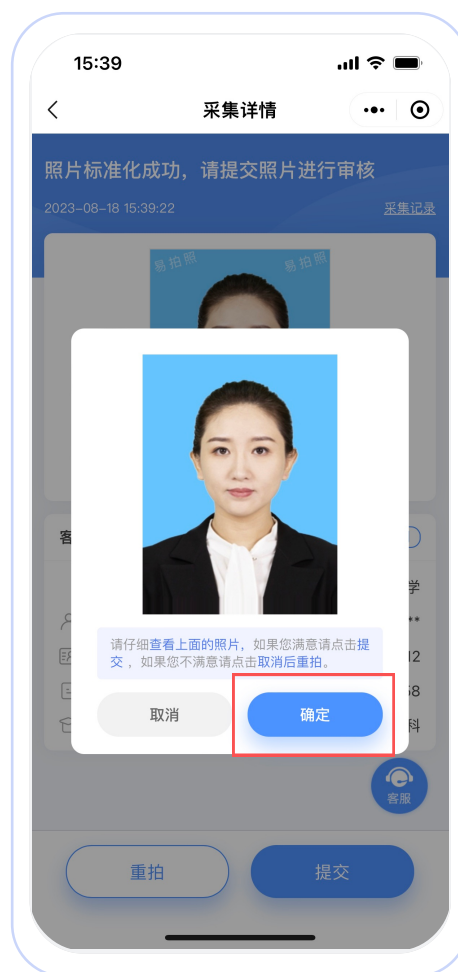 15:39
采集详情
照片标准化成功，请提交照片进行审核
2023-08-18 15:39:22
采集记录
易拍照
易拍照
客
学
**
12
请仔细查看上面的照片，如果您满意请点击提
交，如果您不满意请点击取消后重拍。
58
取消
确定
科
客服
重拍
提交